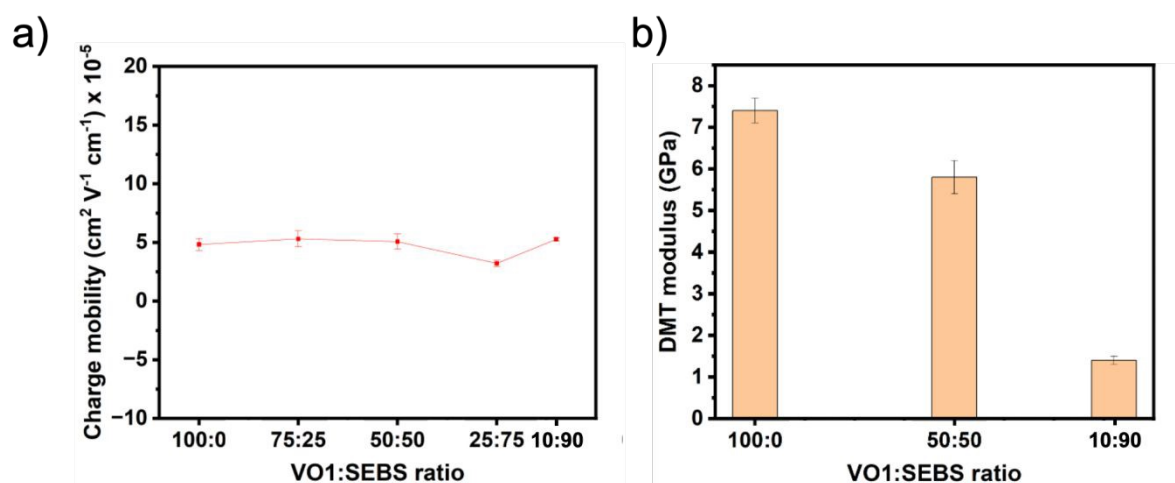 a)
Charge mobility (cm² V⁻¹ cm⁻¹) x 10⁻⁵
20
15
10
5
0
−5
−10
100:0 75:25 50:50 25:75 10:90
VO1:SEBS ratio
b)
DMT modulus (GPa)
8
7
6
5
4
3
2
1
0
100:0 50:50 10:90
VO1:SEBS ratio